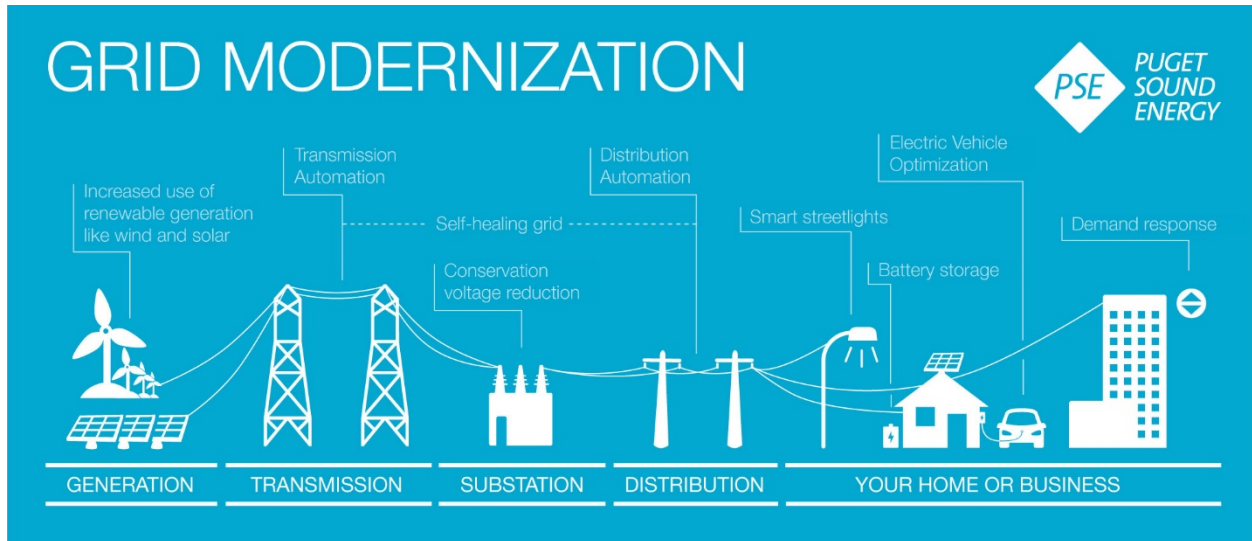 GRID MODERNIZATION
PSE
PUGET
SOUND
ENERGY
Increased use of
renewable generation
like wind and solar
Transmission
Automation
Self-healing grid
Conservation
voltage reduction
Distribution
Automation
Smart streetlights
Battery storage
Electric Vehicle
Optimization
Demand response
GENERATION
TRANSMISSION
SUBSTATION
DISTRIBUTION
YOUR HOME OR BUSINESS